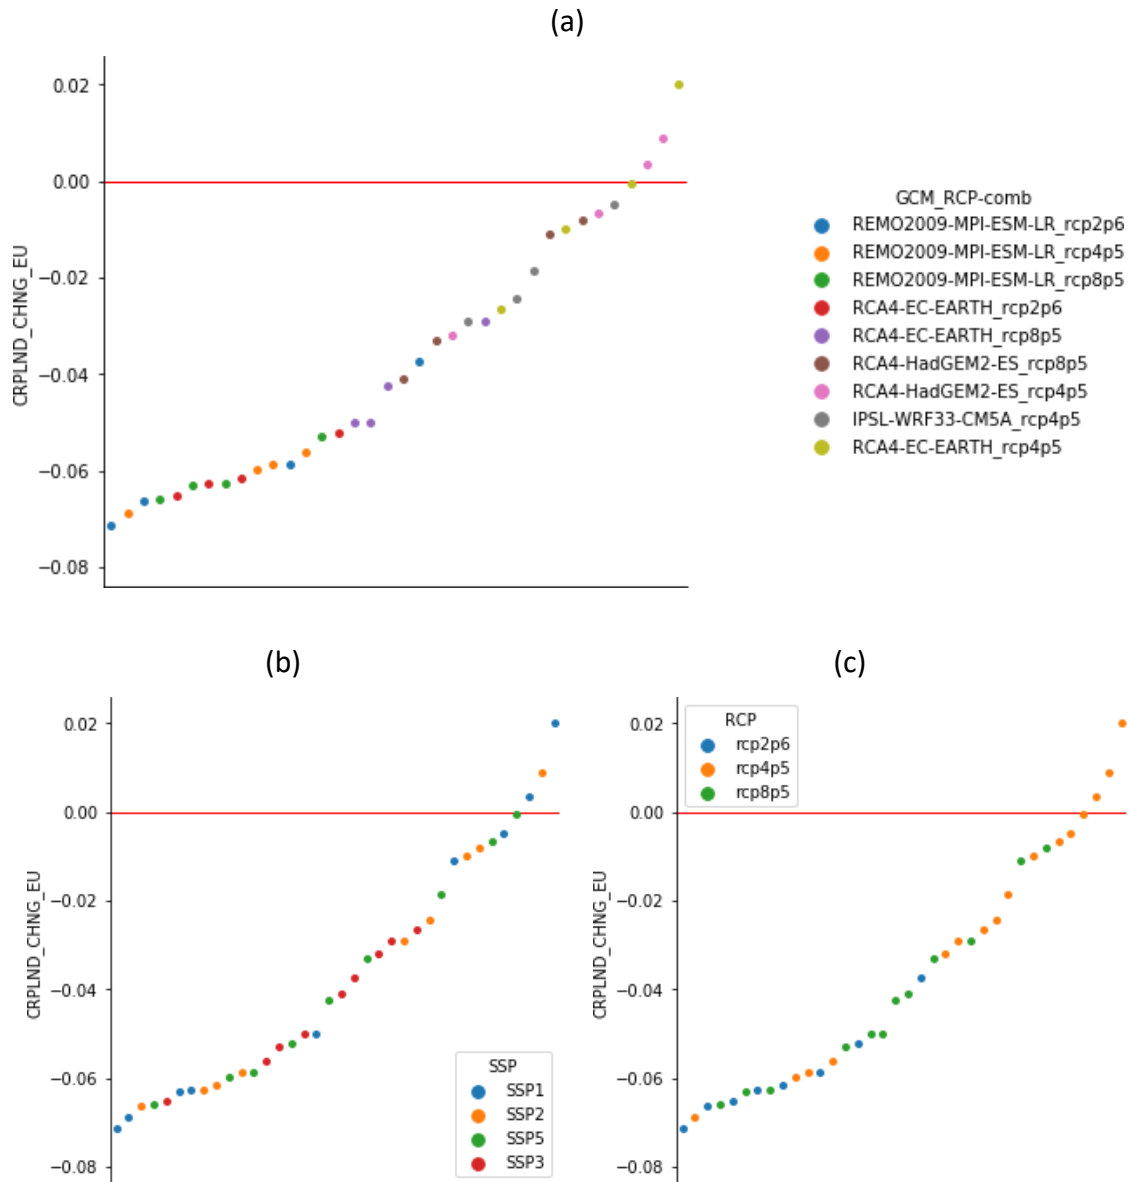 (a)
0.02
0.00
−0.02
−0.04
−0.06
−0.08
CRPLND_CHNG_EU
GCM_RCP-comb
REMO2009-MPI-ESM-LR_rcp2p6
REMO2009-MPI-ESM-LR_rcp4p5
REMO2009-MPI-ESM-LR_rcp8p5
RCA4-EC-EARTH_rcp2p6
RCA4-EC-EARTH_rcp8p5
RCA4-HadGEM2-ES_rcp8p5
RCA4-HadGEM2-ES_rcp4p5
IPSL-WRF33-CM5A_rcp4p5
RCA4-EC-EARTH_rcp4p5
(b)
0.02
0.00
−0.02
−0.04
−0.06
−0.08
CRPLND_CHNG_EU
SSP
SSP1
SSP2
SSP5
SSP3
(c)
0.02
0.00
−0.02
−0.04
−0.06
−0.08
CRPLND_CHNG_EU
RCP
rcp2p6
rcp4p5
rcp8p5